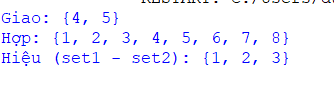 Giao: {4, 5}
Hợp: {1, 2, 3, 4, 5, 6, 7, 8}
Hiệu (set1 - set2): {1, 2, 3}